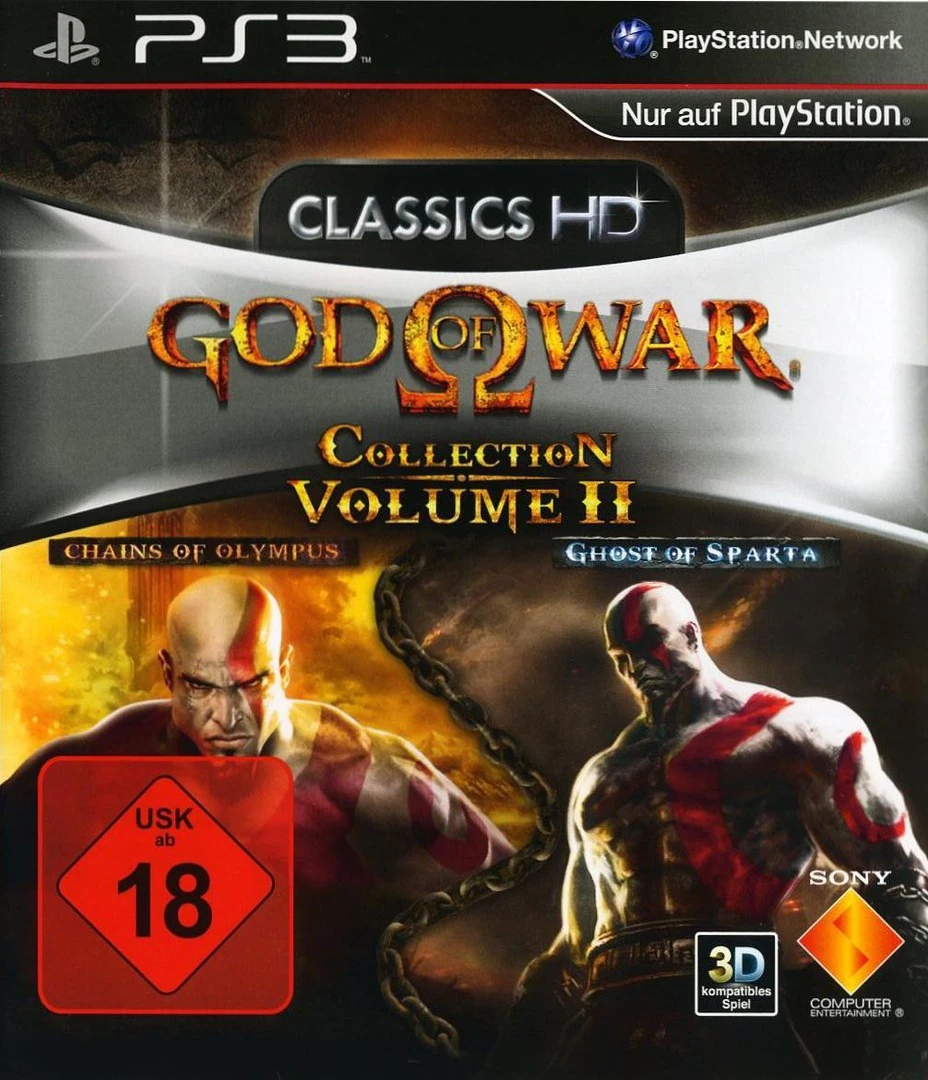 PS3™
PlayStation®Network
Nur auf PlayStation®
CLASSICS HD
GOD OF WAR®
COLLECTION
VOLUME II
CHAINS OF OLYMPUS
GHOST OF SPARTA
USK
ab
18
3D
kompatibles
Spiel
SONY
COMPUTER
ENTERTAINMENT ®